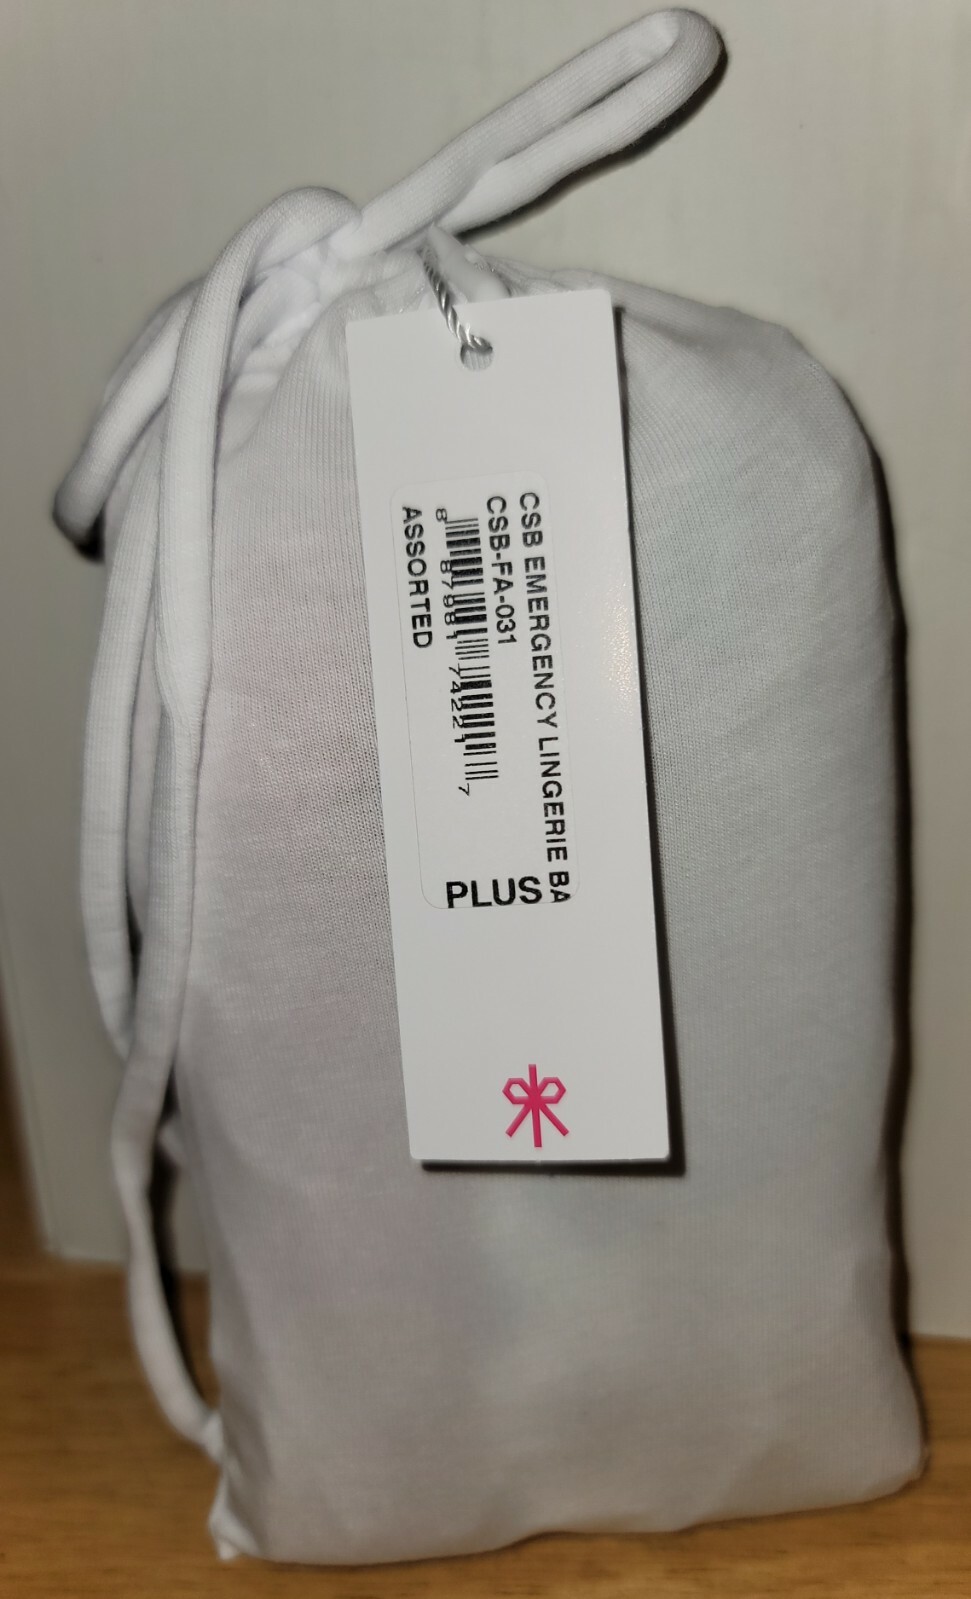 CSB EMERGENCY LINGERIE BA
CSB-FA-031
8 87981 74221 7
ASSORTED
PLUS